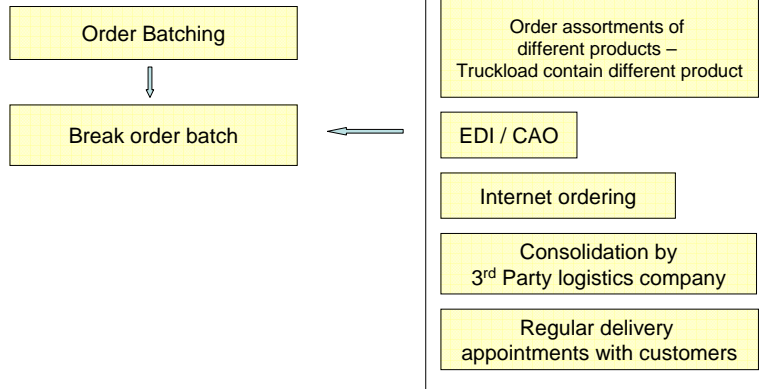 Order Batching
Break order batch
Order assortments of
different products –
Truckload contain different product
EDI / CAO
Internet ordering
Consolidation by
3rd Party logistics company
Regular delivery
appointments with customers